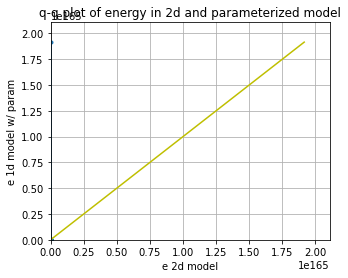 q-q plot of energy in 2d and parameterized model
1e165
2.00
1.75
1.50
1.25
1.00
0.75
0.50
0.25
0.00
e 1d model w/ param
0.00 0.25 0.50 0.75 1.00 1.25 1.50 1.75 2.00
e 2d model
1e165